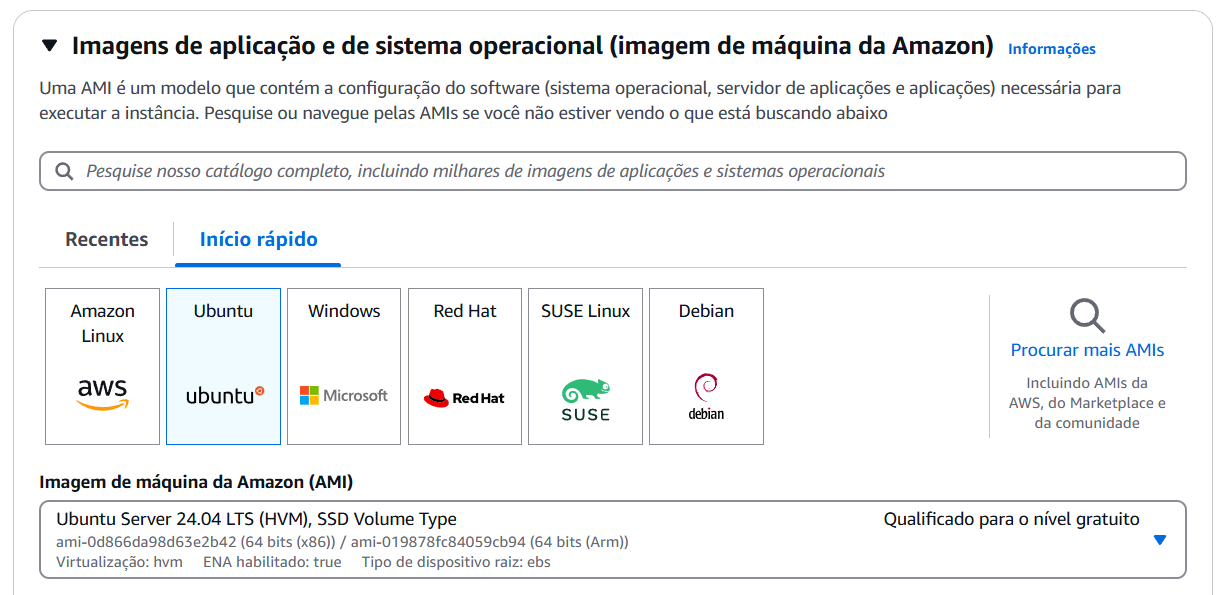 Imagens de aplicação e de sistema operacional (imagem de máquina da Amazon) Informações
Uma AMI é um modelo que contém a configuração do software (sistema operacional, servidor de aplicações e aplicações) necessária para
executar a instância. Pesquise ou navegue pelas AMIs se você não estiver vendo o que está buscando abaixo
Pesquise nosso catálogo completo, incluindo milhares de imagens de aplicações e sistemas operacionais
Recentes
Início rápido
Amazon
Linux
aws
Ubuntu
ubuntu
Windows
Microsoft
Red Hat
Red Hat
SUSE Linux
SUSE
Debian
debian
Procurar mais AMIs
Incluindo AMIs da
AWS, do Marketplace e
da comunidade
Imagem de máquina da Amazon (AMI)
Ubuntu Server 24.04 LTS (HVM), SSD Volume Type
Qualificado para o nível gratuito
ami-0d866da98d63e2b42 (64 bits (x86)) / ami-019878fc84059cb94 (64 bits (Arm))
Virtualização: hvm ENA habilitado: true Tipo de dispositivo raiz: ebs